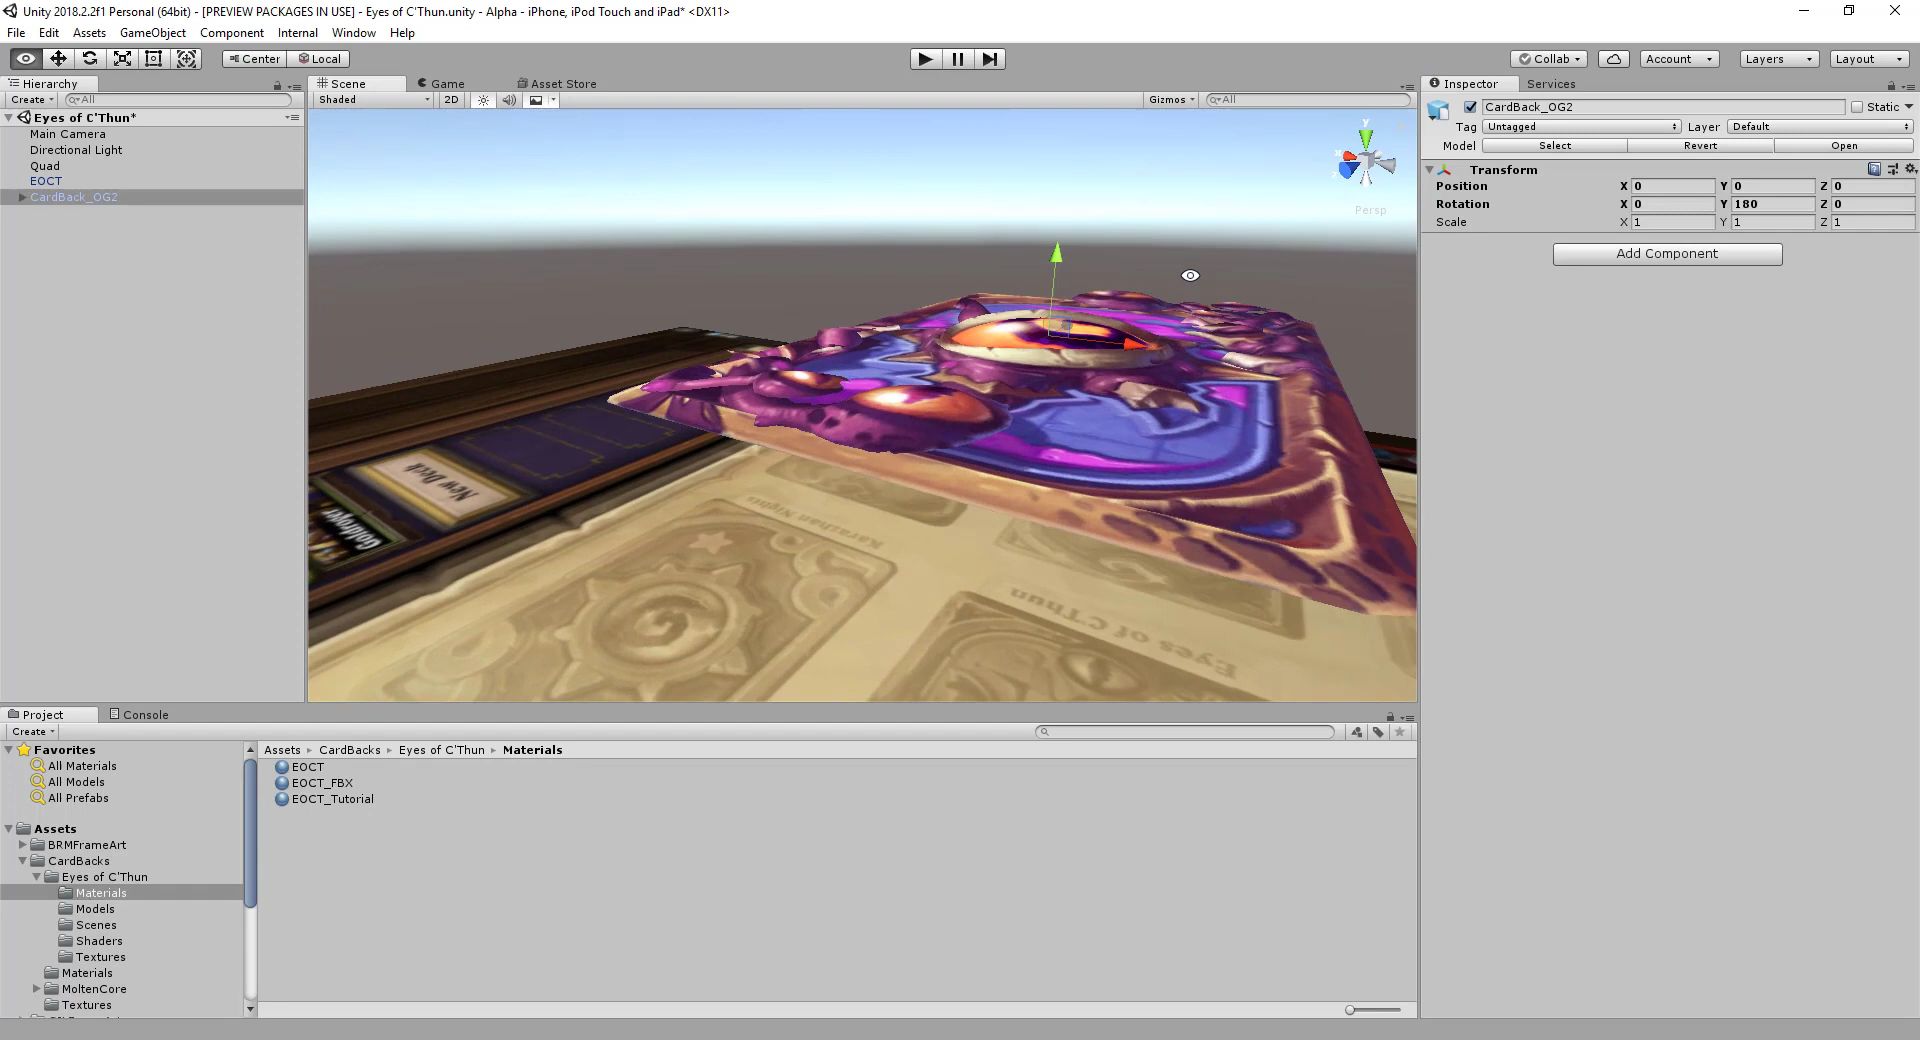 Unity 2018.2.2f1 Personal (64bit) - [PREVIEW PACKAGES IN USE] - Eyes of C'Thun.unity - Alpha - iPhone, iPod Touch and iPad* <DX11>
File Edit Assets GameObject Component Internal Window Help
Center Local Collab Account Layers Layout
Hierarchy
Create All
Eyes of C'Thun*
Main Camera
Directional Light
Quad
EOCT
CardBack_OG2
Scene Game Asset Store
Shaded 2D Gizmos All
y
x
z
Persp
New Deck
Goldroger
Karazhan Nights
Eyes of C'Thun
Inspector Services
CardBack_OG2 Static
Tag Untagged Layer Default
Model Select Revert Open
Transform
Position X 0 Y 0 Z 0
Rotation X 0 Y 180 Z 0
Scale X 1 Y 1 Z 1
Add Component
Project Console
Create
Favorites
All Materials
All Models
All Prefabs
Assets
BRMFrameArt
CardBacks
Eyes of C'Thun
Materials
Models
Scenes
Shaders
Textures
Materials
MoltenCore
Textures
Assets CardBacks Eyes of C'Thun Materials
EOCT
EOCT_FBX
EOCT_Tutorial